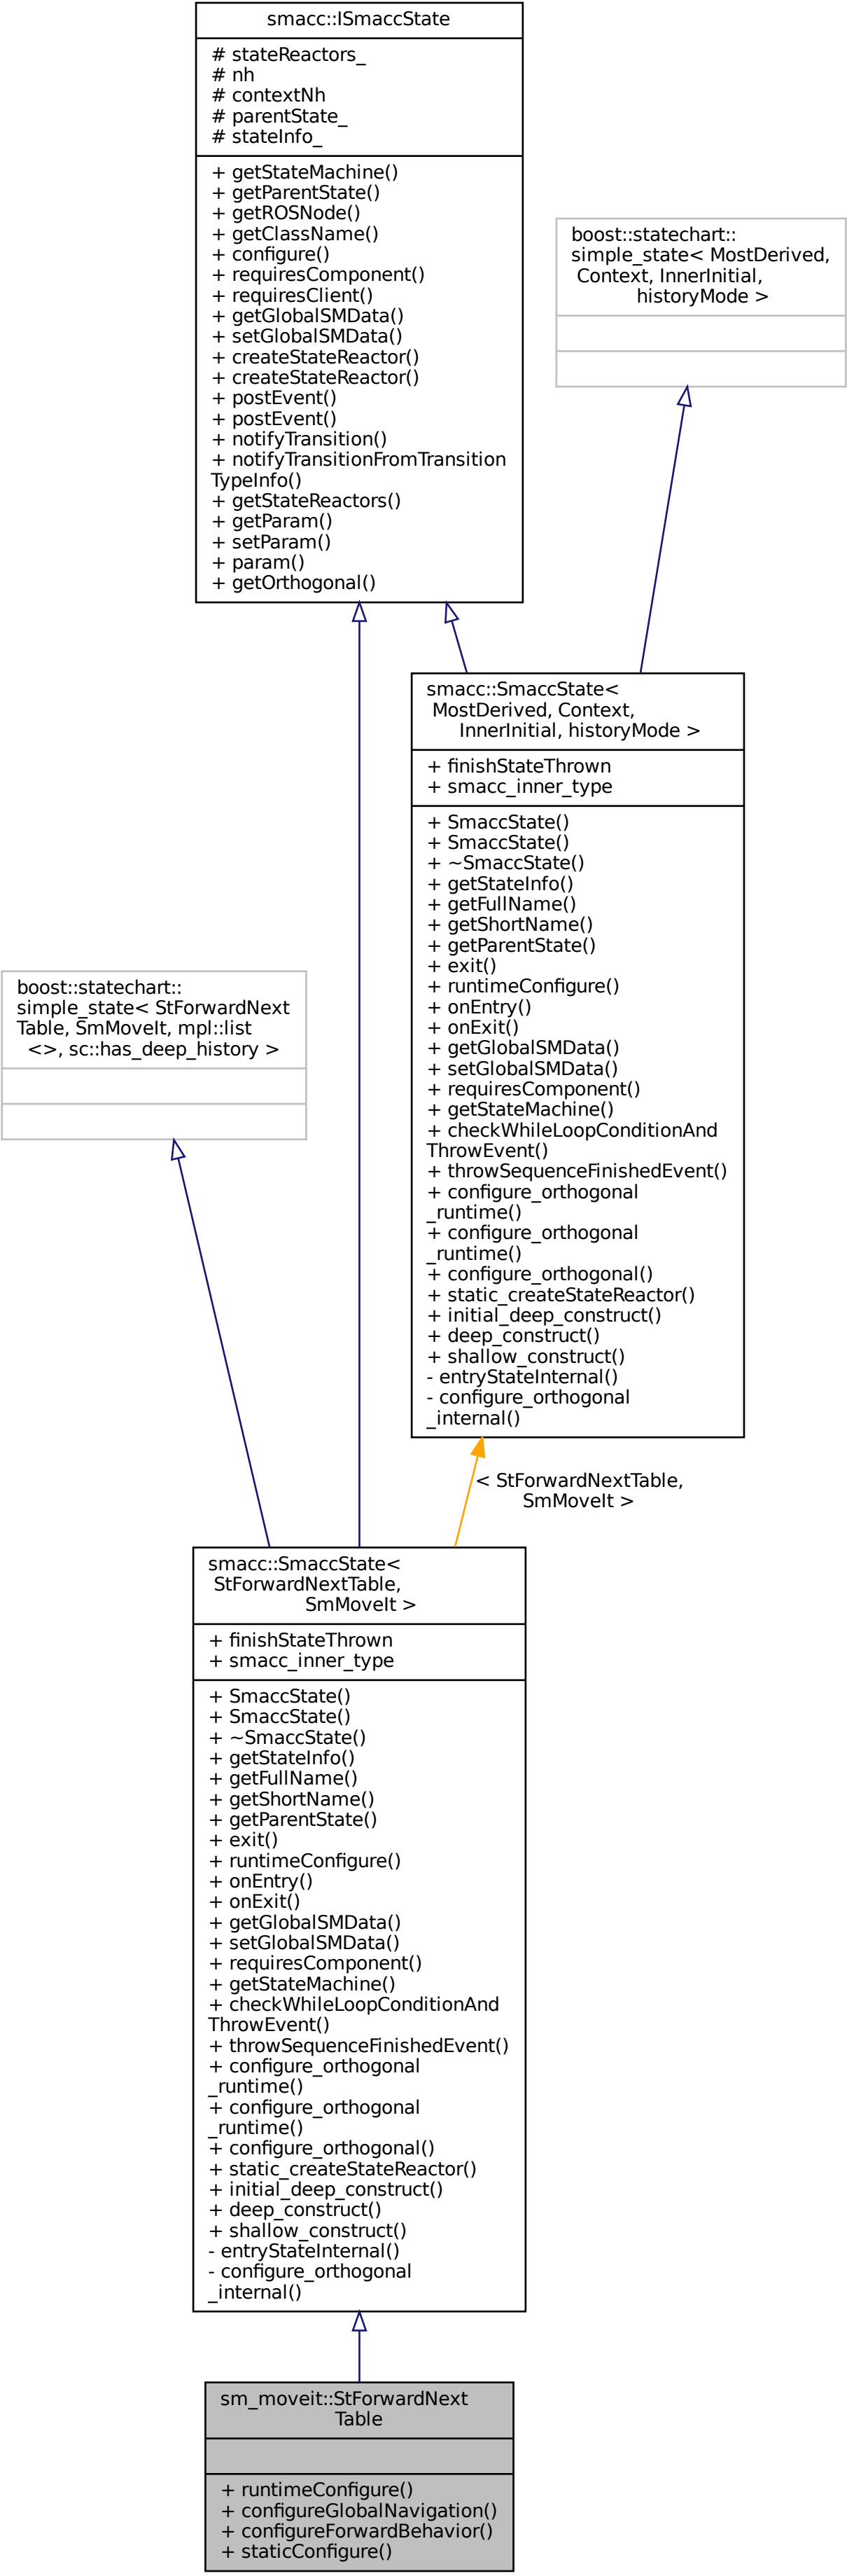 smacc::ISmaccState
# stateReactors_
# nh
# contextNh
# parentState_
# stateInfo_
+ getStateMachine()
+ getParentState()
+ getROSNode()
+ getClassName()
+ configure()
+ requiresComponent()
+ requiresClient()
+ getGlobalSMData()
+ setGlobalSMData()
+ createStateReactor()
+ createStateReactor()
+ postEvent()
+ postEvent()
+ notifyTransition()
+ notifyTransitionFromTransition
TypeInfo()
+ getStateReactors()
+ getParam()
+ setParam()
+ param()
+ getOrthogonal()
boost::statechart::
simple_state< MostDerived,
Context, InnerInitial,
historyMode >
smacc::SmaccState<
MostDerived, Context,
InnerInitial, historyMode >
+ finishStateThrown
+ smacc_inner_type
+ SmaccState()
+ SmaccState()
+ ~SmaccState()
+ getStateInfo()
+ getFullName()
+ getShortName()
+ getParentState()
+ exit()
+ runtimeConfigure()
+ onEntry()
+ onExit()
+ getGlobalSMData()
+ setGlobalSMData()
+ requiresComponent()
+ getStateMachine()
+ checkWhileLoopConditionAnd
ThrowEvent()
+ throwSequenceFinishedEvent()
+ configure_orthogonal
_runtime()
+ configure_orthogonal
_runtime()
+ configure_orthogonal()
+ static_createStateReactor()
+ initial_deep_construct()
+ deep_construct()
+ shallow_construct()
- entryStateInternal()
- configure_orthogonal
_internal()
boost::statechart::
simple_state< StForwardNext
Table, SmMoveIt, mpl::list
<>, sc::has_deep_history >
< StForwardNextTable,
SmMoveIt >
smacc::SmaccState<
StForwardNextTable,
SmMoveIt >
+ finishStateThrown
+ smacc_inner_type
+ SmaccState()
+ SmaccState()
+ ~SmaccState()
+ getStateInfo()
+ getFullName()
+ getShortName()
+ getParentState()
+ exit()
+ runtimeConfigure()
+ onEntry()
+ onExit()
+ getGlobalSMData()
+ setGlobalSMData()
+ requiresComponent()
+ getStateMachine()
+ checkWhileLoopConditionAnd
ThrowEvent()
+ throwSequenceFinishedEvent()
+ configure_orthogonal
_runtime()
+ configure_orthogonal
_runtime()
+ configure_orthogonal()
+ static_createStateReactor()
+ initial_deep_construct()
+ deep_construct()
+ shallow_construct()
- entryStateInternal()
- configure_orthogonal
_internal()
sm_moveit::StForwardNext
Table
+ runtimeConfigure()
+ configureGlobalNavigation()
+ configureForwardBehavior()
+ staticConfigure()